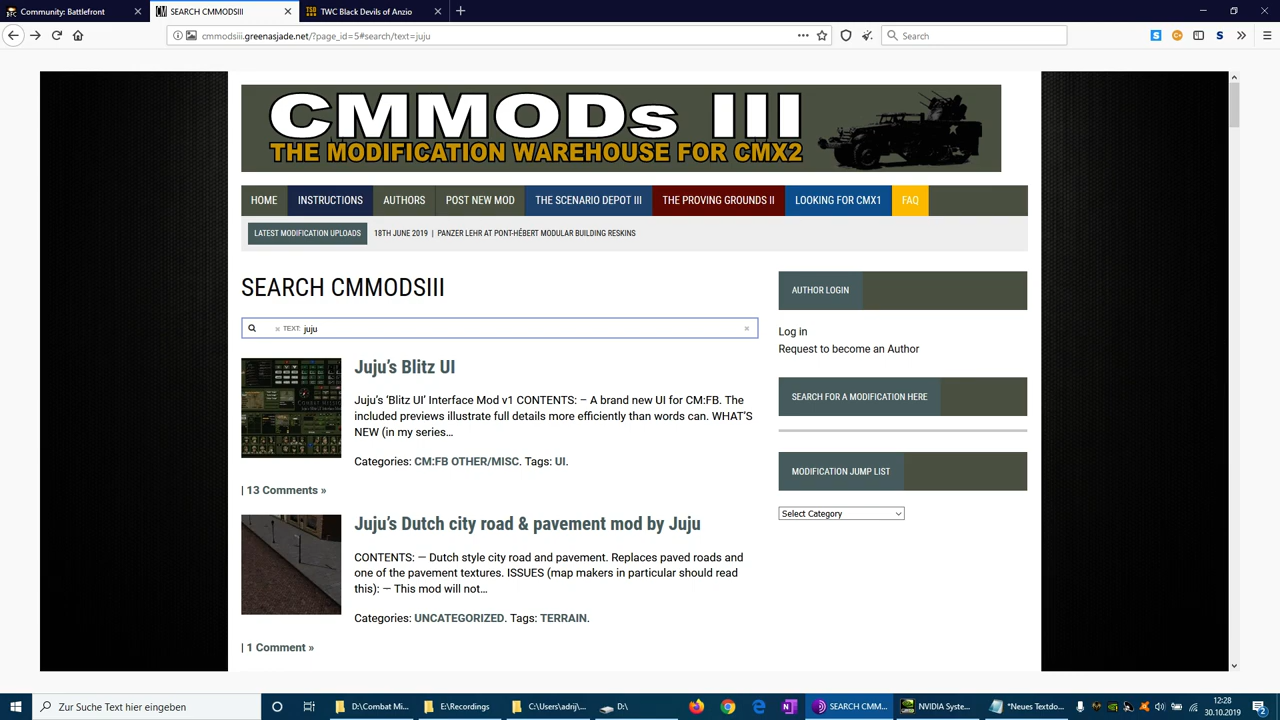 Community: Battlefront
SEARCH CMMODSIII
TWC Black Devils of Anzio
cmmodsiii.greenasjade.net/?page_id=5#search/text=juju
Search
CMMODs III
THE MODIFICATION WAREHOUSE FOR CMX2
HOME INSTRUCTIONS AUTHORS POST NEW MOD THE SCENARIO DEPOT III THE PROVING GROUNDS II LOOKING FOR CMX1 FAQ
LATEST MODIFICATION UPLOADS 18TH JUNE 2019 | PANZER LEHR AT PONT-HÉBERT MODULAR BUILDING RESKINS
SEARCH CMMODSIII
TEXT: juju
Juju's Blitz UI
Juju's ‘Blitz UI’ Interface Mod v1 CONTENTS: – A brand new UI for CM:FB. The
included previews illustrate full details more efficiently than words can. WHAT'S
NEW (in my series…
Categories: CM:FB OTHER/MISC. Tags: UI.
| 13 Comments »
Juju's Dutch city road & pavement mod by Juju
CONTENTS: — Dutch style city road and pavement. Replaces paved roads and
one of the pavement textures. ISSUES (map makers in particular should read
this): — This mod will not…
Categories: UNCATEGORIZED. Tags: TERRAIN.
| 1 Comment »
AUTHOR LOGIN
Log in
Request to become an Author
SEARCH FOR A MODIFICATION HERE
MODIFICATION JUMP LIST
Select Category
Zur Suche Text hier eingeben
D:\Combat Mi...
E:\Recordings
C:\Users\adrij\...
D:\
SEARCH CMM...
NVIDIA Syste...
*Neues Textdo...
12:28
30.10.2019
2